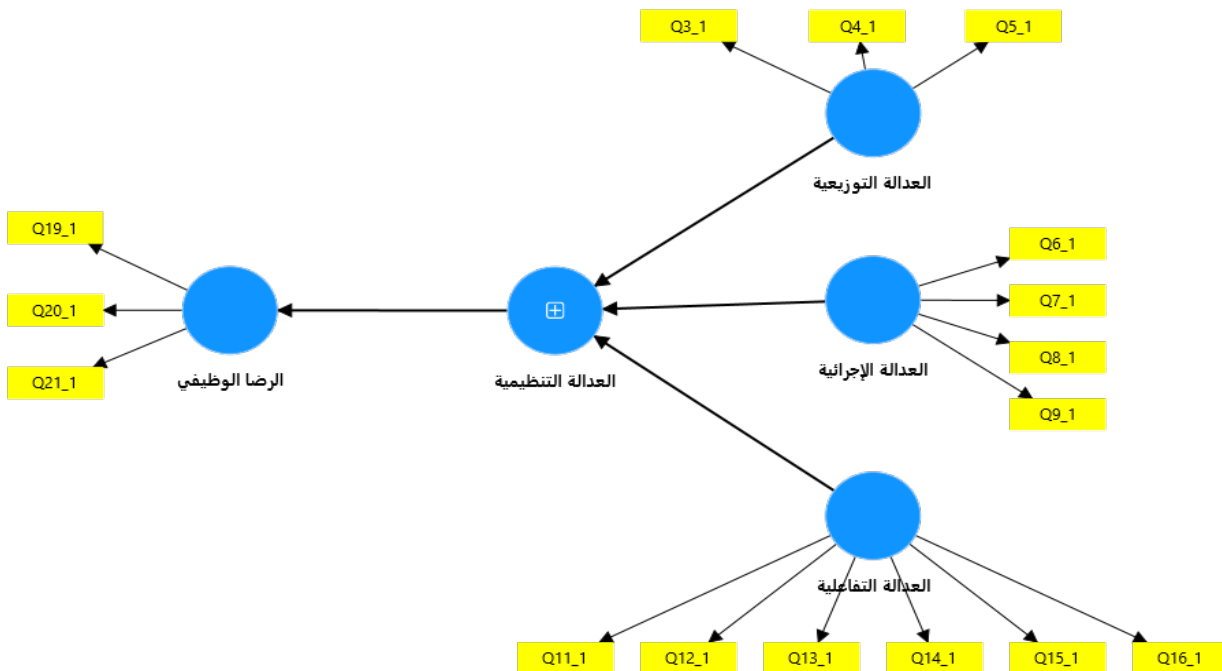 Q3_1
Q4_1
Q5_1
العدالة التوزيعية
Q6_1
Q7_1
Q8_1
Q9_1
العدالة الإجرائية
العدالة التنظيمية
الرضا الوظيفي
Q19_1
Q20_1
Q21_1
العدالة التفاعلية
Q11_1
Q12_1
Q13_1
Q14_1
Q15_1
Q16_1